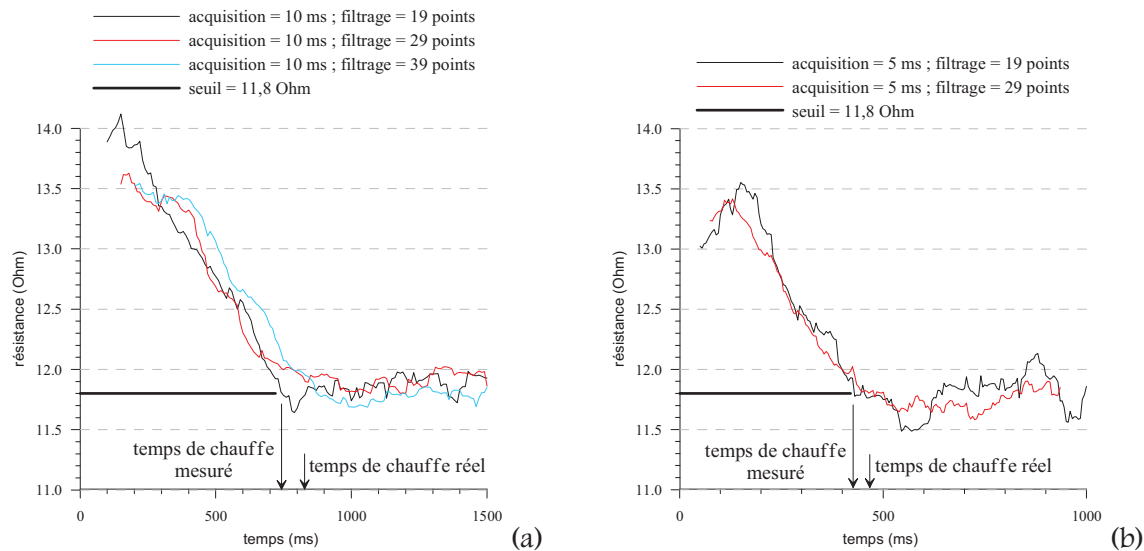 acquisition = 10 ms ; filtrage = 19 points
acquisition = 10 ms ; filtrage = 29 points
acquisition = 10 ms ; filtrage = 39 points
seuil = 11,8 Ohm
14.0
13.5
13.0
12.5
12.0
11.5
11.0
résistance (Ohm)
temps de chauffe
mesuré
temps de chauffe réel
0
500
1000
1500
temps (ms)
(a)
acquisition = 5 ms ; filtrage = 19 points
acquisition = 5 ms ; filtrage = 29 points
seuil = 11,8 Ohm
14.0
13.5
13.0
12.5
12.0
11.5
11.0
résistance (Ohm)
temps de chauffe
mesuré
temps de chauffe réel
0
500
1000
temps (ms)
(b)